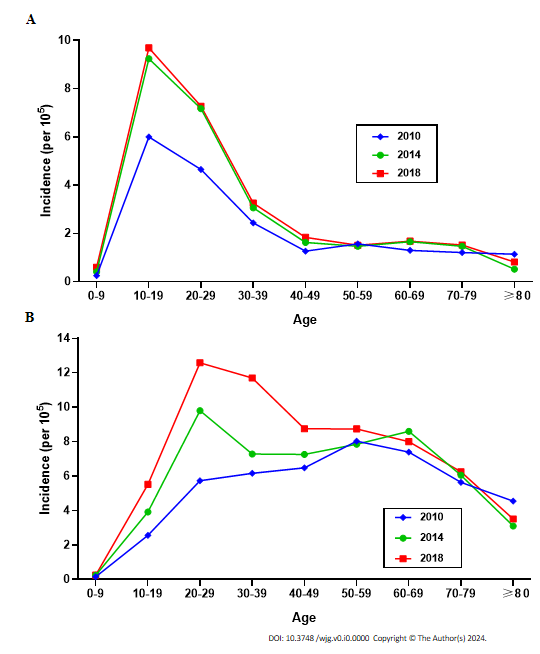 A
Incidence (per 10⁵)
10
8
6
4
2
0
2010
2014
2018
0-9 10-19 20-29 30-39 40-49 50-59 60-69 70-79 ≥80
Age
B
Incidence (per 10⁵)
14
12
10
8
6
4
2
0
2010
2014
2018
0-9 10-19 20-29 30-39 40-49 50-59 60-69 70-79 ≥80
Age
DOI: 10.3748 /wjg.v0.i0.0000 Copyright © The Author(s) 2024.